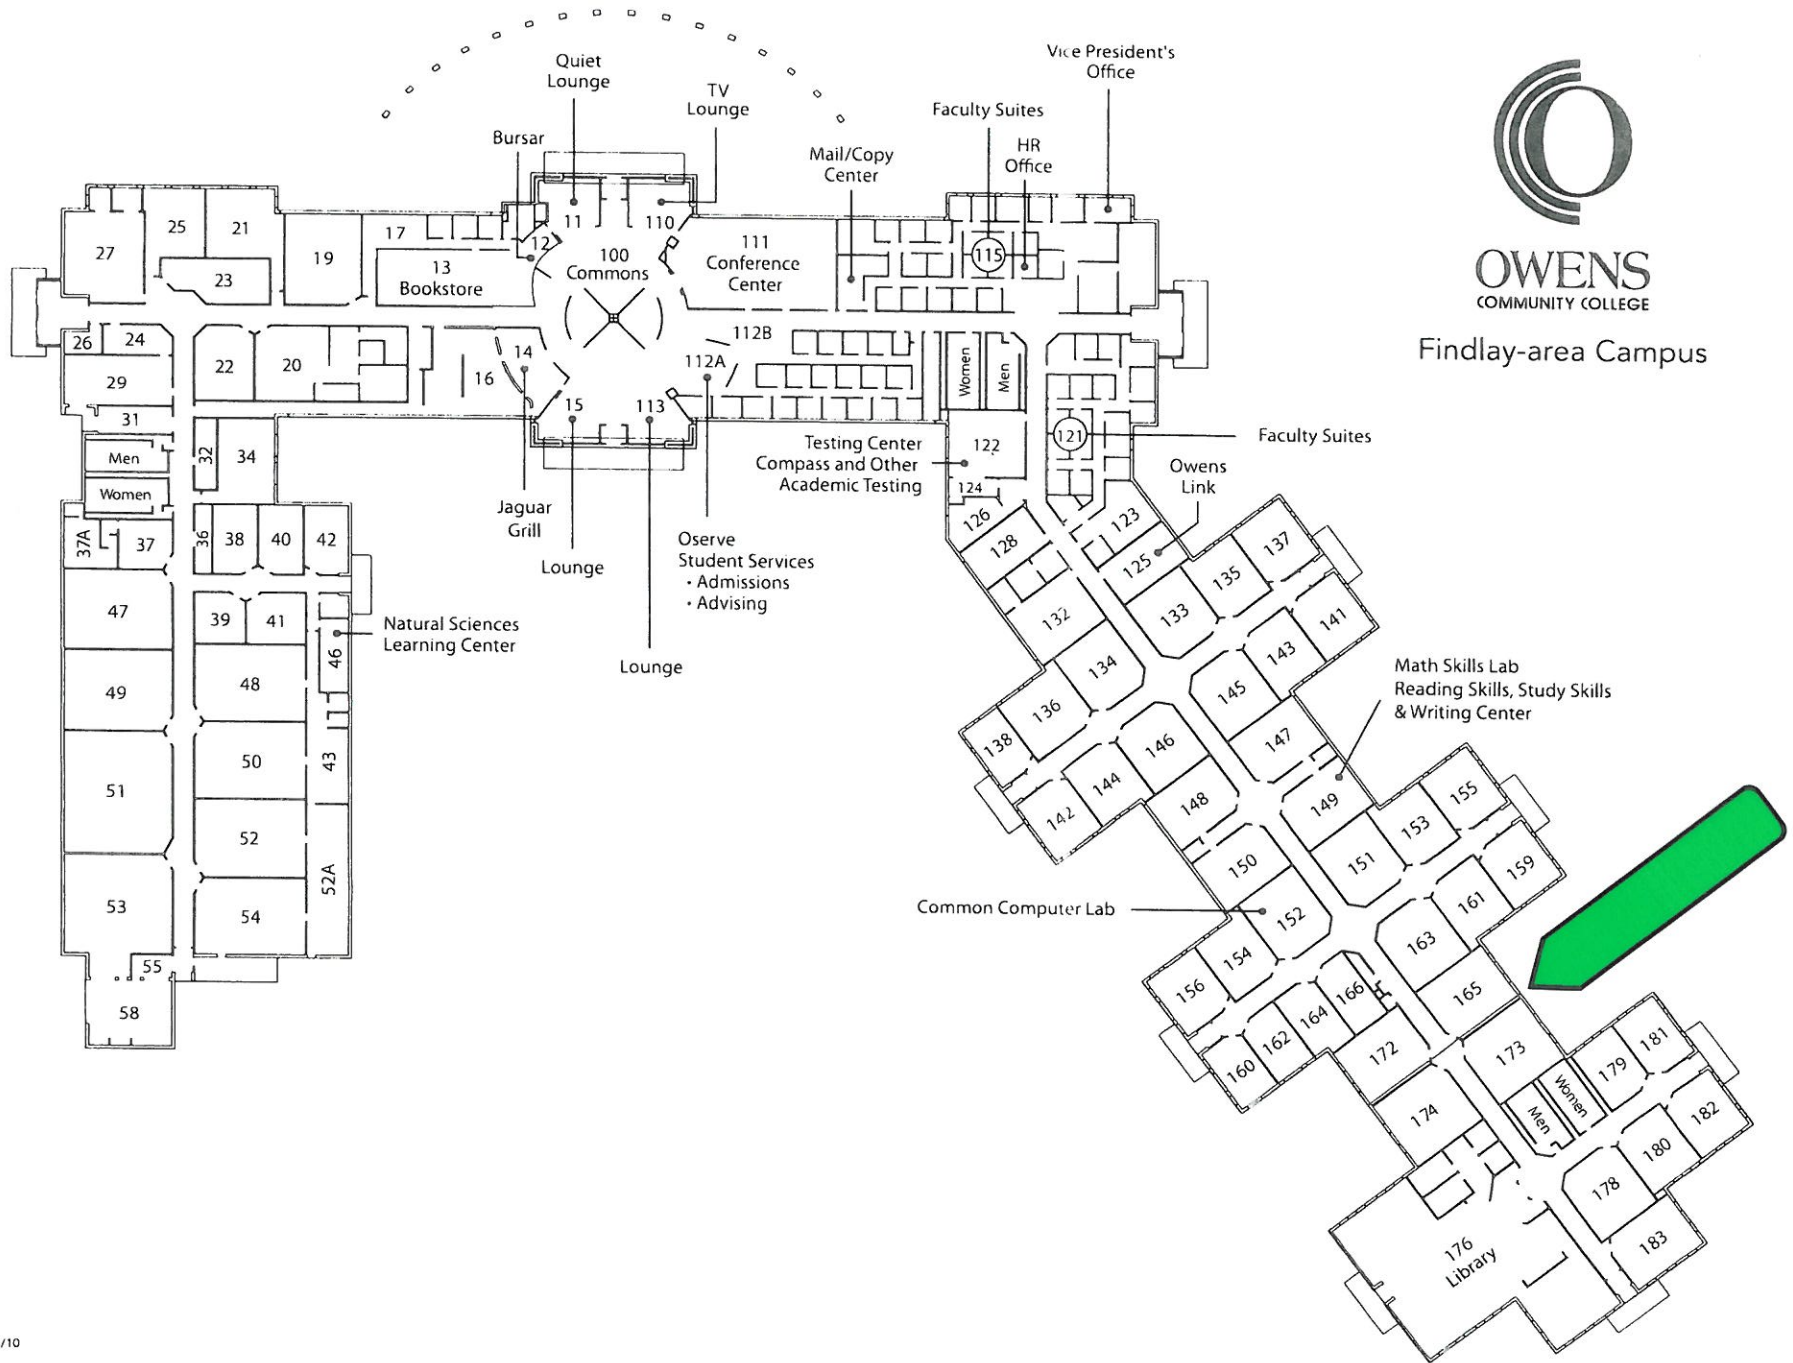 Quiet
Lounge
TV
Lounge
Bursar
Vice President's
Office
Faculty Suites
HR
Office
Mail/Copy
Center
OWENS
COMMUNITY COLLEGE
Findlay-area Campus
27
25
21
23
19
17
13
Bookstore
12
11
110
100
Commons
111
Conference
Center
115
26
24
29
31
22
20
16
14
15
113
112A
112B
Women
Men
122
124
121
Faculty Suites
Testing Center
Compass and Other
Academic Testing
Owens
Link
Jaguar
Grill
Lounge
Lounge
Oserve
Student Services
• Admissions
• Advising
Men
Women
32
34
37A
37
36
38
40
42
47
39
41
46
Natural Sciences
Learning Center
49
48
51
50
43
52
52A
53
54
55
58
126
128
123
125
132
133
135
137
134
136
138
141
143
145
147
146
144
142
148
149
Math Skills Lab
Reading Skills, Study Skills
& Writing Center
150
151
153
155
Common Computer Lab
152
154
156
159
161
163
165
166
164
162
160
172
173
174
Men
Women
179
181
182
180
178
183
176
Library
/10